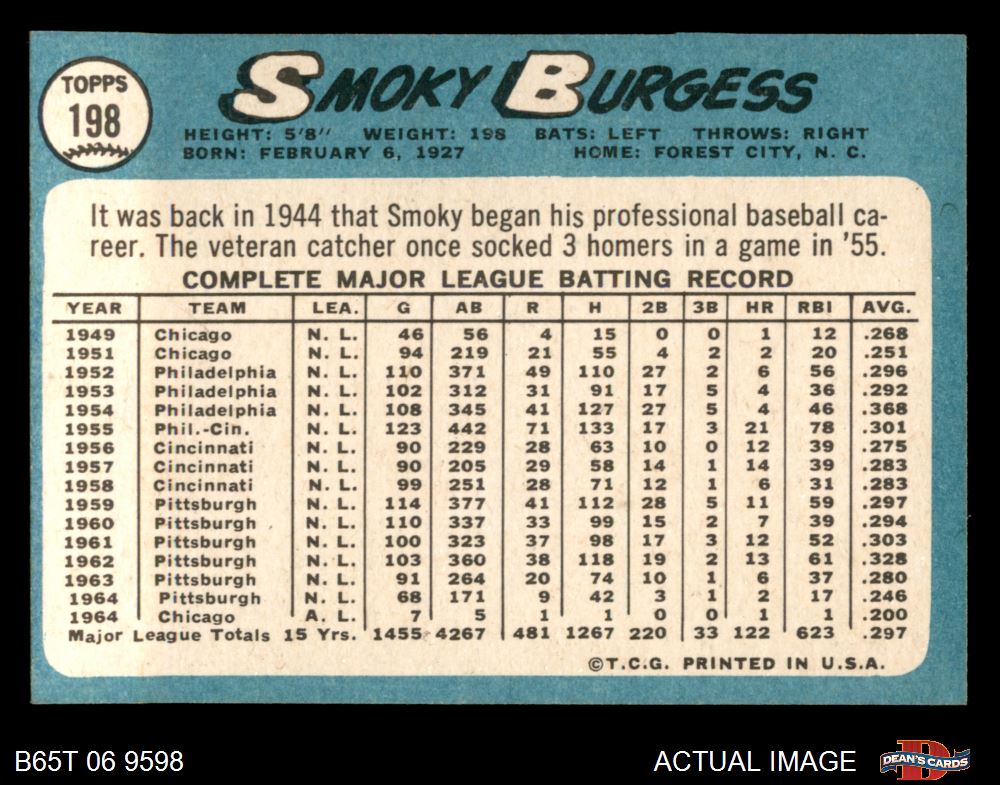 TOPPS
198
SMOKY BURGESS
HEIGHT: 5'8" WEIGHT: 198 BATS: LEFT THROWS: RIGHT
BORN: FEBRUARY 6, 1927 HOME: FOREST CITY, N. C.
It was back in 1944 that Smoky began his professional baseball ca-
reer. The veteran catcher once socked 3 homers in a game in '55.
COMPLETE MAJOR LEAGUE BATTING RECORD
YEAR TEAM LEA. G AB R H 2B 3B HR RBI AVG.
1949 Chicago N. L. 46 56 4 15 0 0 1 12 .268
1951 Chicago N. L. 94 219 21 55 4 2 2 20 .251
1952 Philadelphia N. L. 110 371 49 110 27 2 6 56 .296
1953 Philadelphia N. L. 102 312 31 91 17 5 4 36 .292
1954 Philadelphia N. L. 108 345 41 127 27 5 4 46 .368
1955 Phil.-Cin. N. L. 123 442 71 133 17 3 21 78 .301
1956 Cincinnati N. L. 90 229 28 63 10 0 12 39 .275
1957 Cincinnati N. L. 90 205 29 58 14 1 14 39 .283
1958 Cincinnati N. L. 99 251 28 71 12 1 6 31 .283
1959 Pittsburgh N. L. 114 377 41 112 28 5 11 59 .297
1960 Pittsburgh N. L. 110 337 33 99 15 2 7 39 .294
1961 Pittsburgh N. L. 100 323 37 98 17 3 12 52 .303
1962 Pittsburgh N. L. 103 360 38 118 19 2 13 61 .328
1963 Pittsburgh N. L. 91 264 20 74 10 1 6 37 .280
1964 Pittsburgh N. L. 68 171 9 42 3 1 2 17 .246
1964 Chicago A. L. 7 5 1 1 0 0 1 1 .200
Major League Totals 15 Yrs. 1455 4267 481 1267 220 33 122 623 .297
©T.C.G. PRINTED IN U.S.A.
B65T 06 9598 ACTUAL IMAGE
D
DEAN'S CARDS